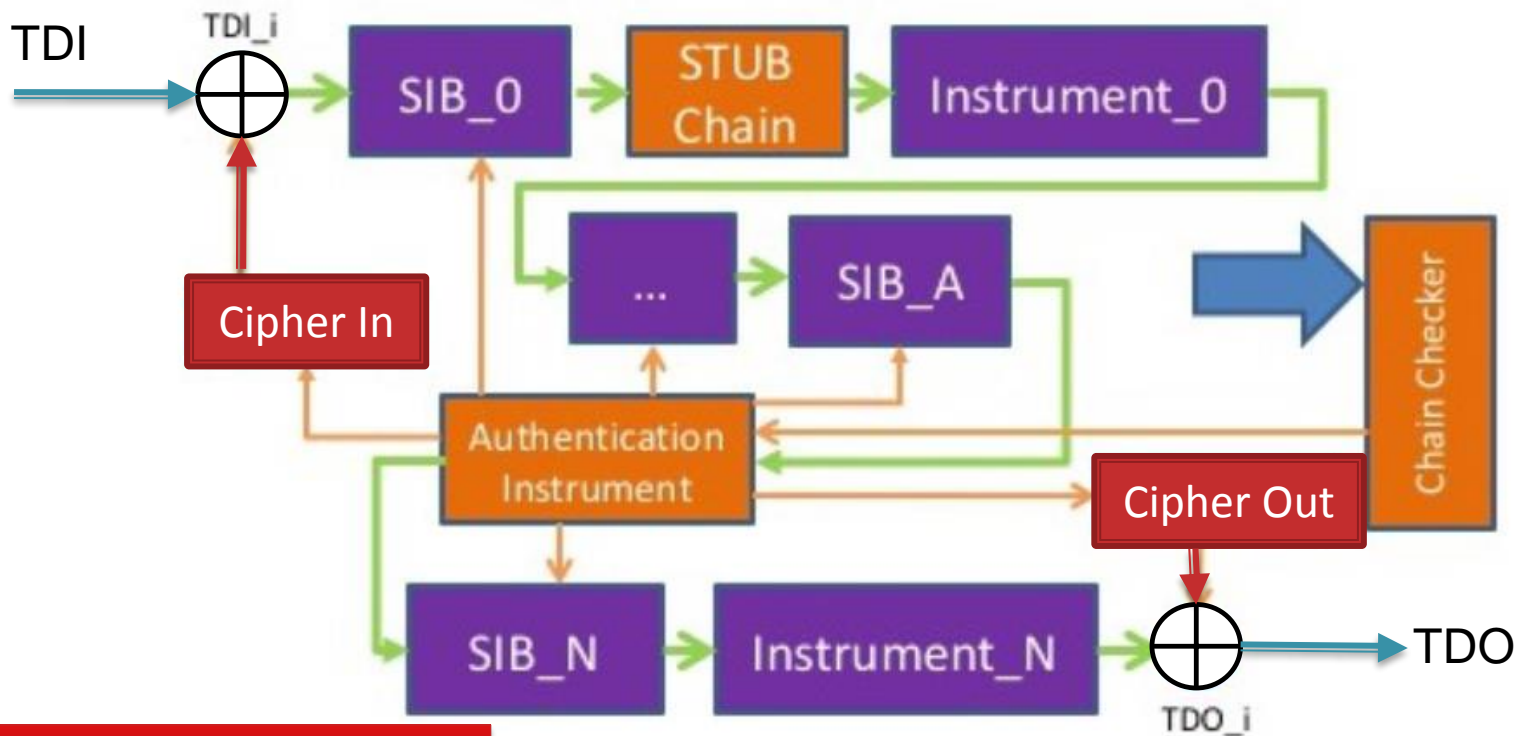 TDI
TDI_i
SIB_0
STUB
Chain
Instrument_0
...
SIB_A
Cipher In
Chain Checker
Authentication
Instrument
Cipher Out
SIB_N
Instrument_N
TDO
TDO_i